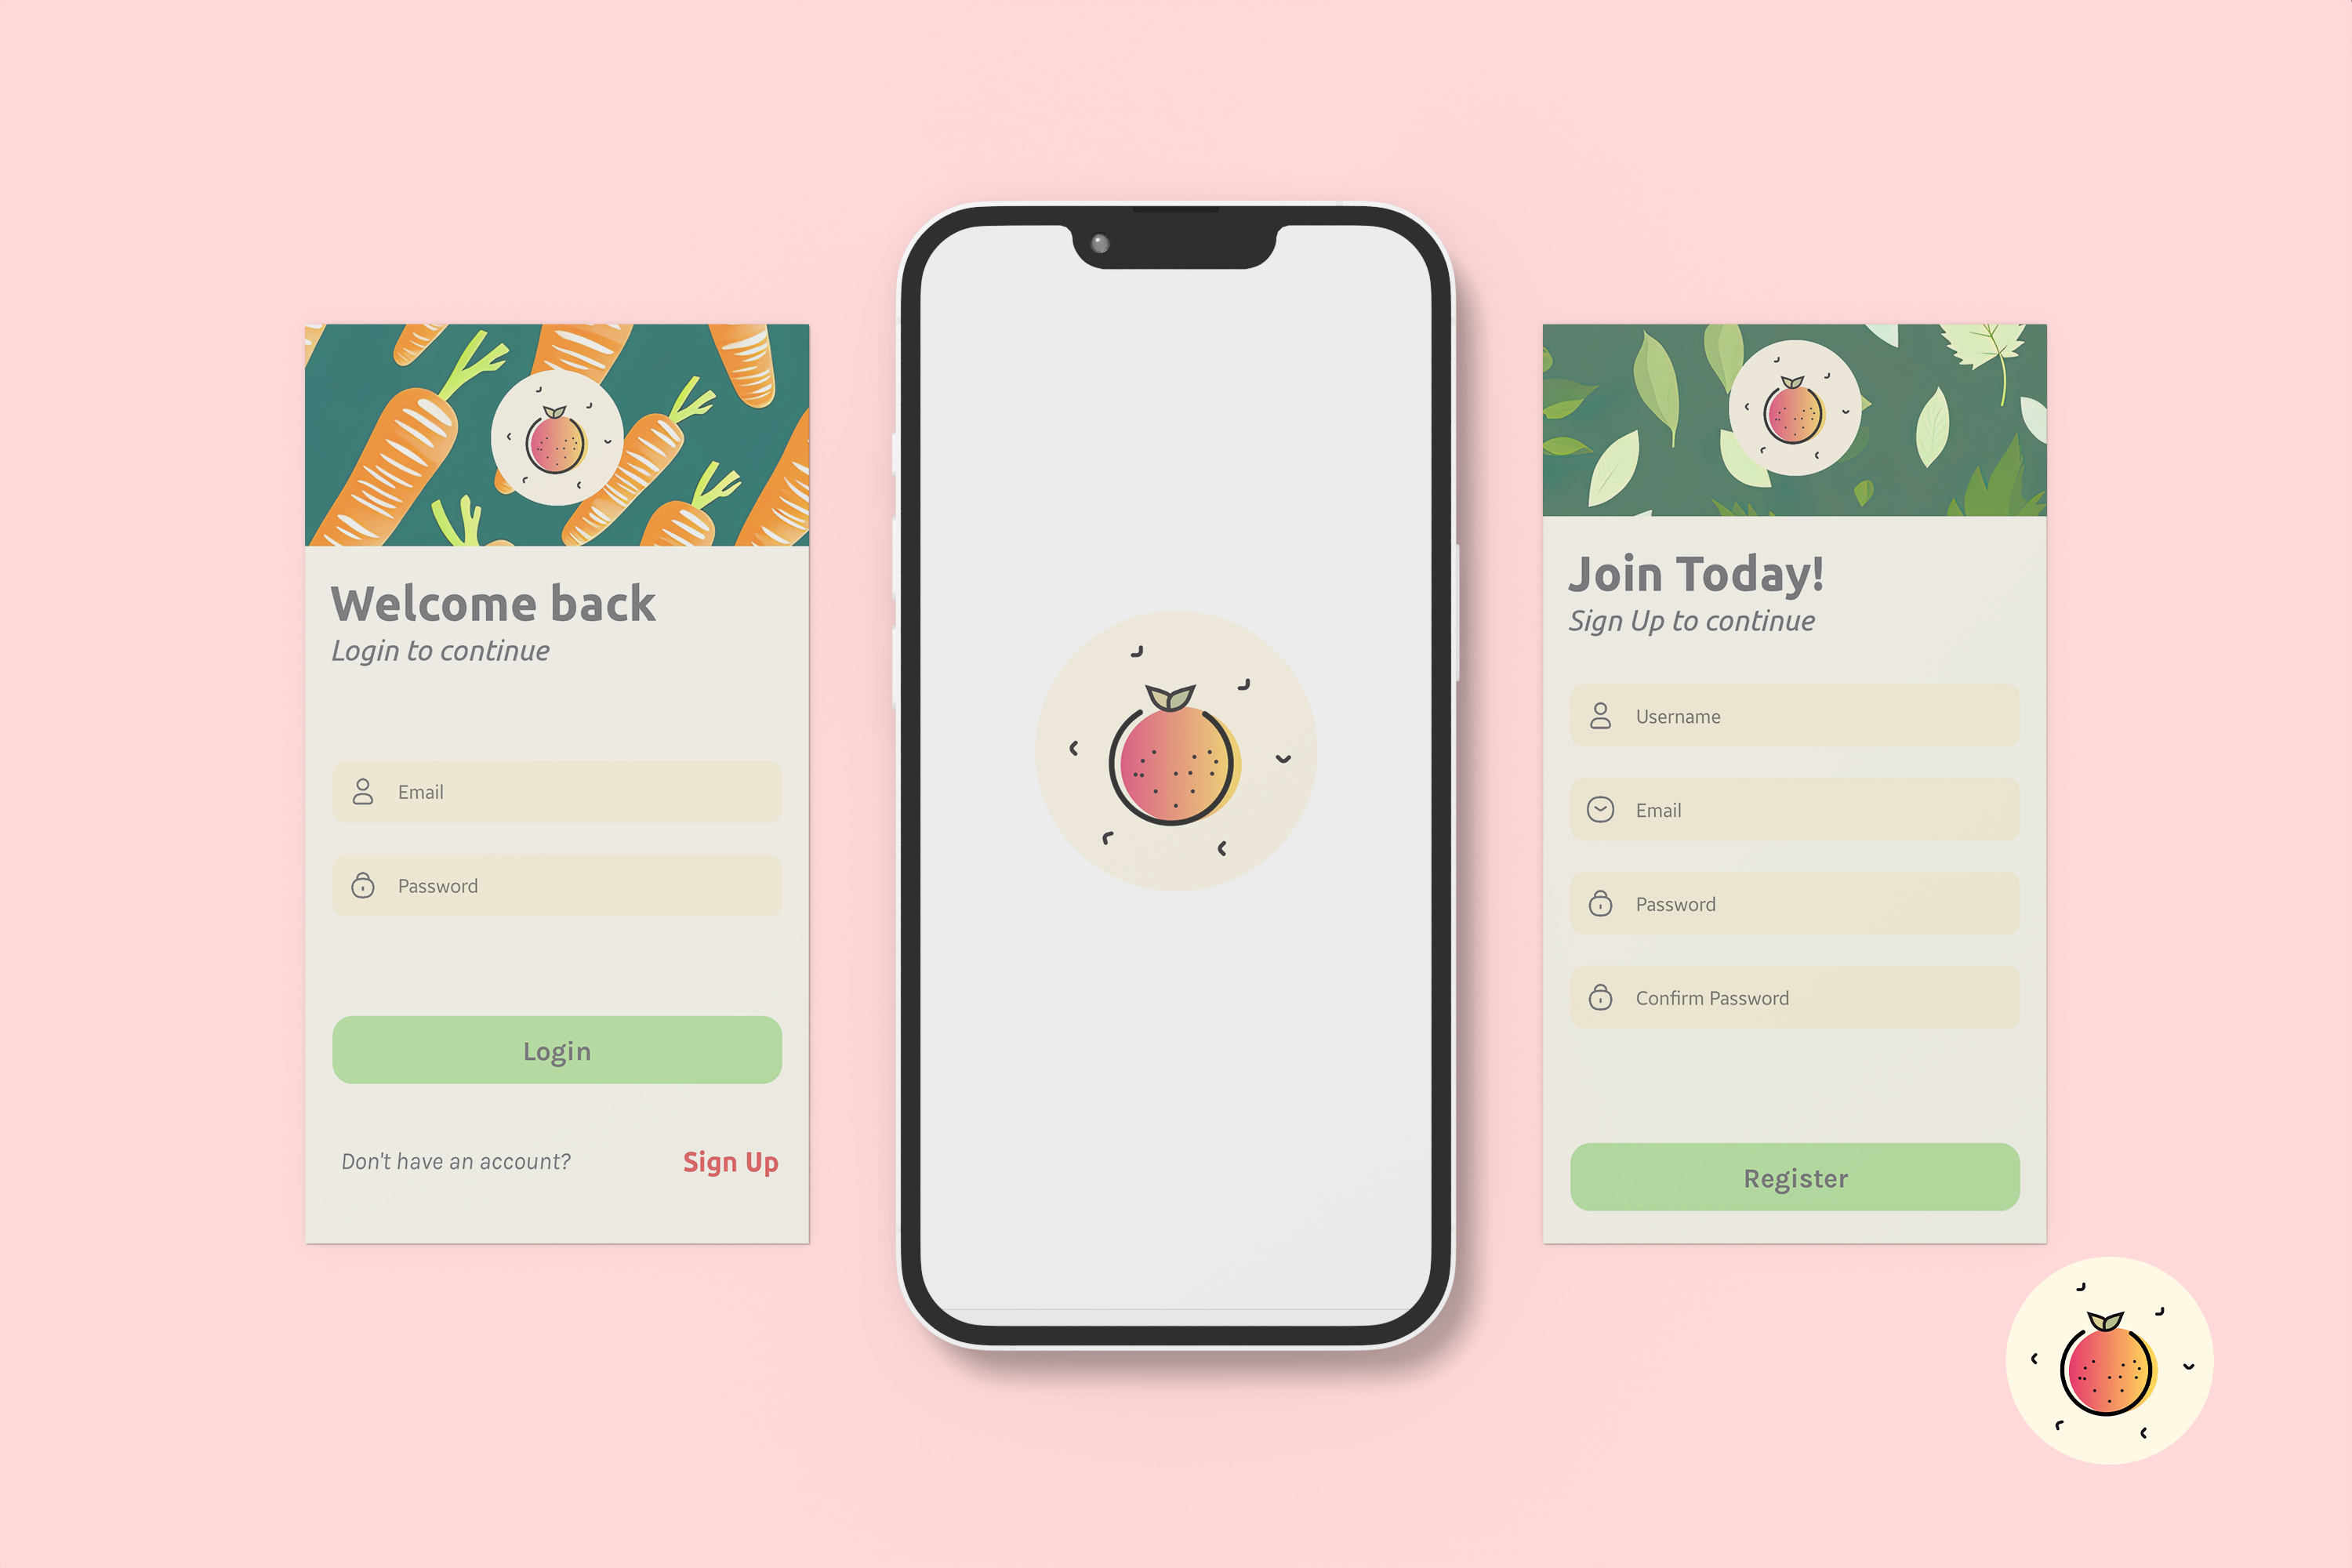 Welcome back
Login to continue
Email
Password
Login
Don't have an account?
Sign Up
Join Today!
Sign Up to continue
Username
Email
Password
Confirm Password
Register